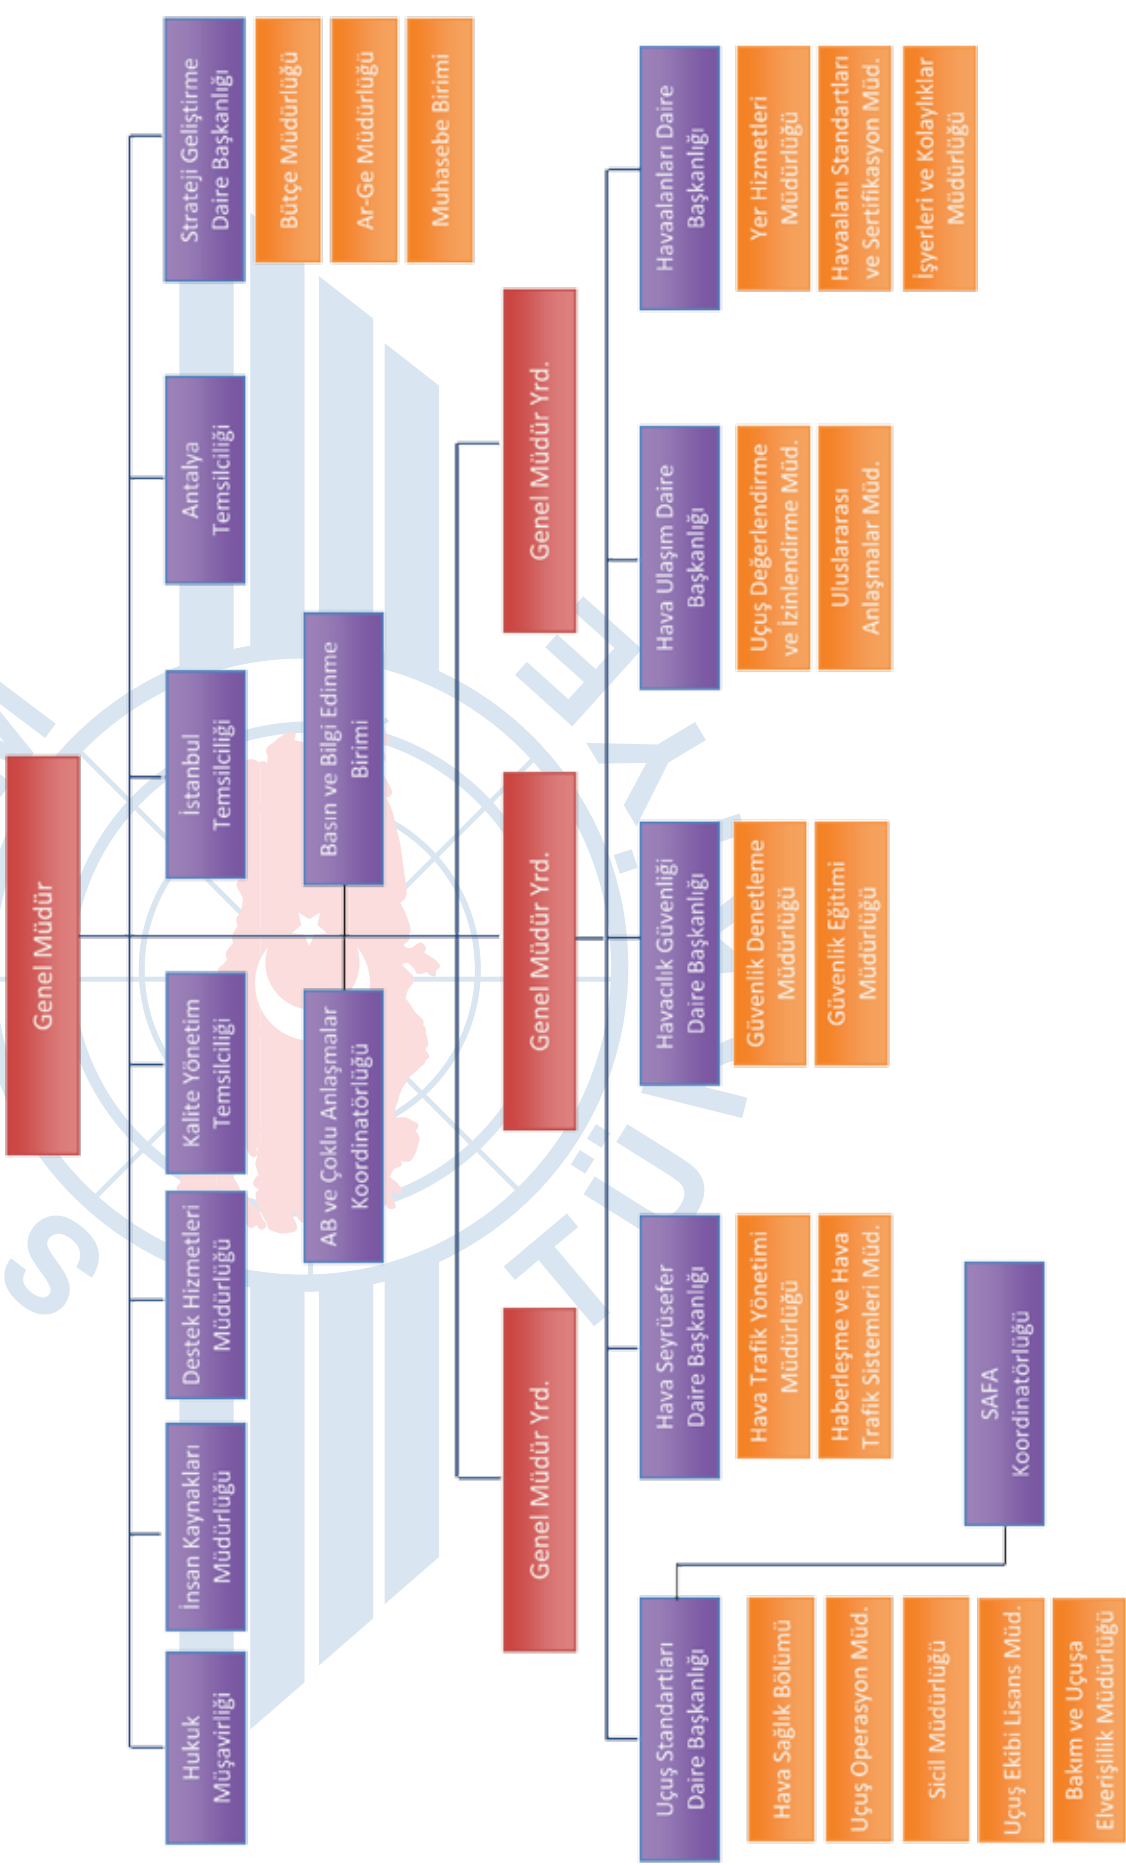 Genel Müdür
Hukuk
Müşavirliği
İnsan Kaynakları
Müdürlüğü
Destek Hizmetleri
Müdürlüğü
Kalite Yönetim
Temsilciliği
İstanbul
Temsilciliği
Antalya
Temsilciliği
Strateji Geliştirme
Daire Başkanlığı
Bütçe Müdürlüğü
Ar-Ge Müdürlüğü
Muhasebe Birimi
AB ve Çoklu Anlaşmalar
Koordinatörlüğü
Basın ve Bilgi Edinme
Birimi
Genel Müdür Yrd.
Genel Müdür Yrd.
Genel Müdür Yrd.
Uçuş Standartları
Daire Başkanlığı
Hava Sağlık Bölümü
Uçuş Operasyon Müd.
Sicil Müdürlüğü
Uçuş Ekibi Lisans Müd.
Bakım ve Uçuşa
Elverişlilik Müdürlüğü
SAFA
Koordinatörlüğü
Hava Seyrüsefer
Daire Başkanlığı
Hava Trafik Yönetimi
Müdürlüğü
Haberleşme ve Hava
Trafik Sistemleri Müd.
Havacılık Güvenliği
Daire Başkanlığı
Güvenlik Denetleme
Müdürlüğü
Güvenlik Eğitimi
Müdürlüğü
Hava Ulaşım Daire
Başkanlığı
Uçuş Değerlendirme
ve İzinlendirme Müd.
Uluslararası
Anlaşmalar Müd.
Havaalanları Daire
Başkanlığı
Yer Hizmetleri
Müdürlüğü
Havaalanı Standartları
ve Sertifikasyon Müd.
İşyerleri ve Kolaylıklar
Müdürlüğü
TÜRKİYE